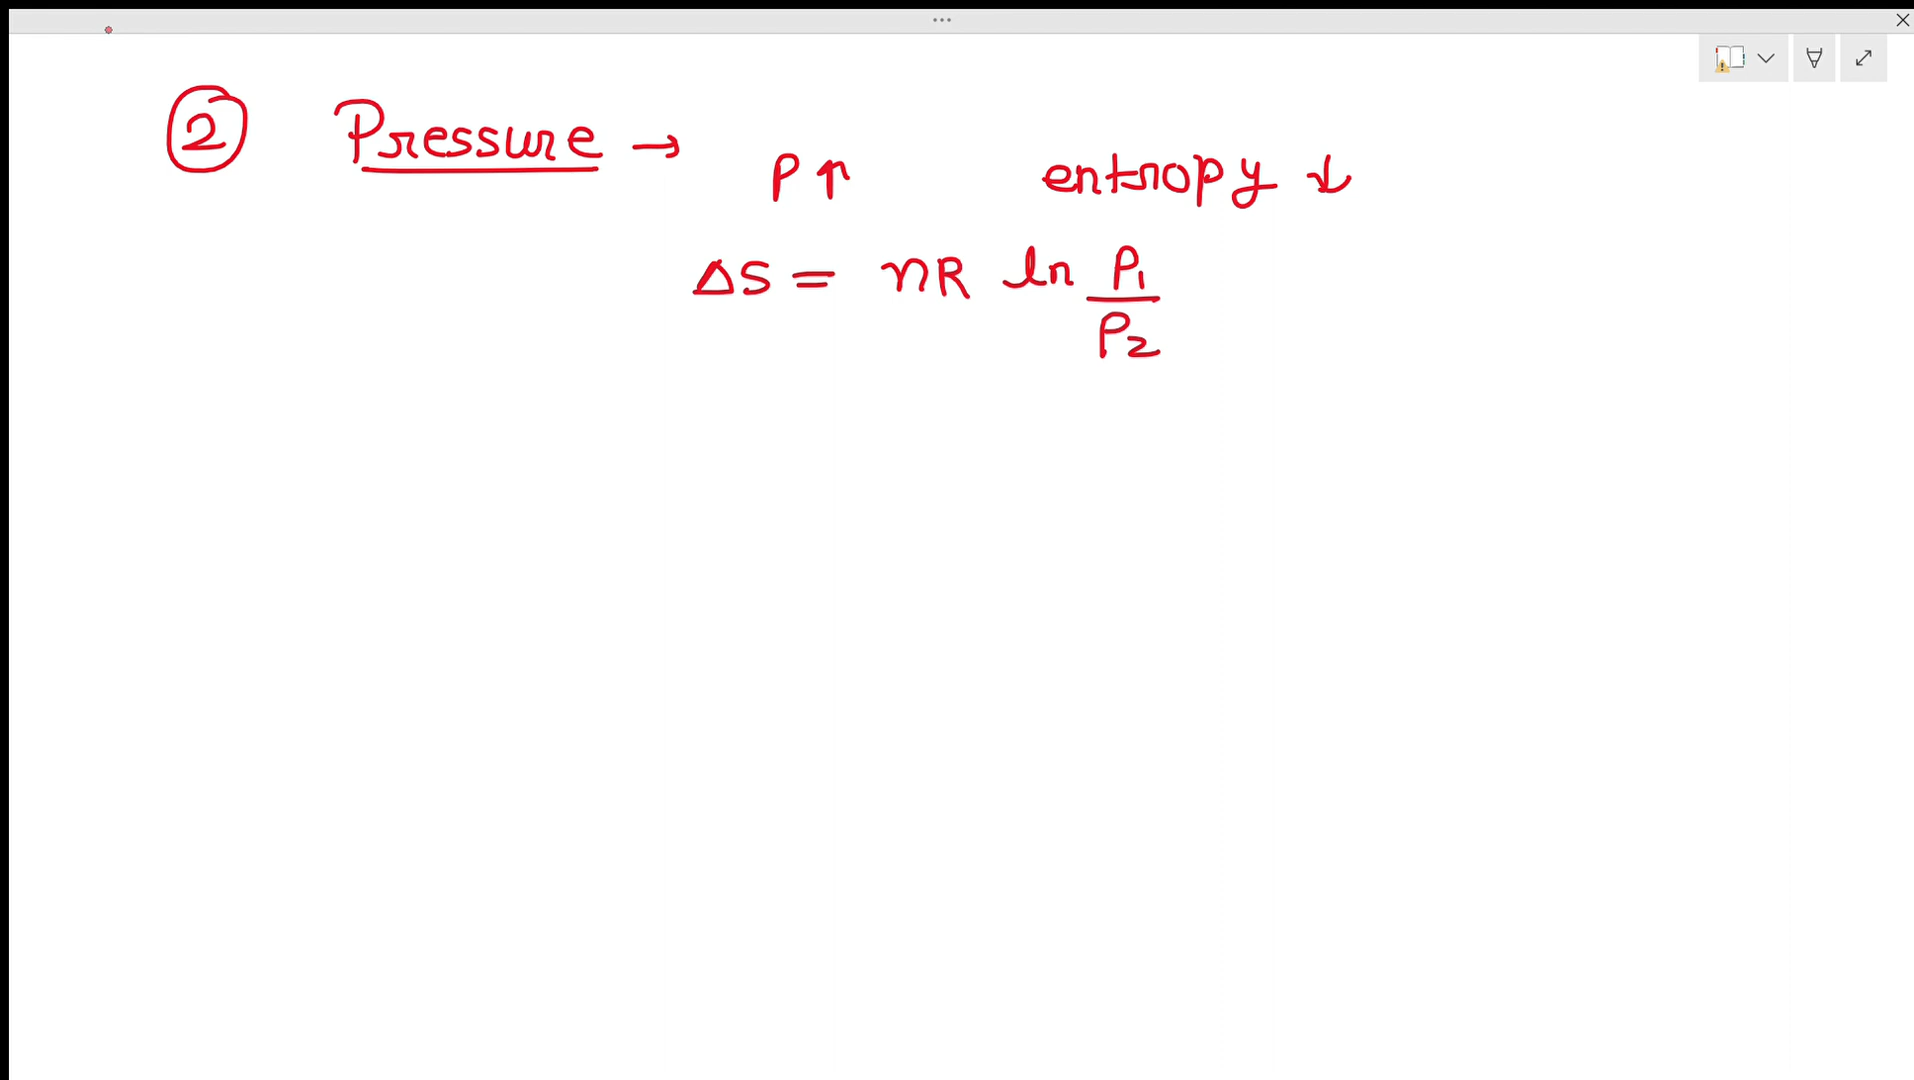 ② Pressure →
P↑ entropy ↓
ΔS = nR ln P₁/P₂